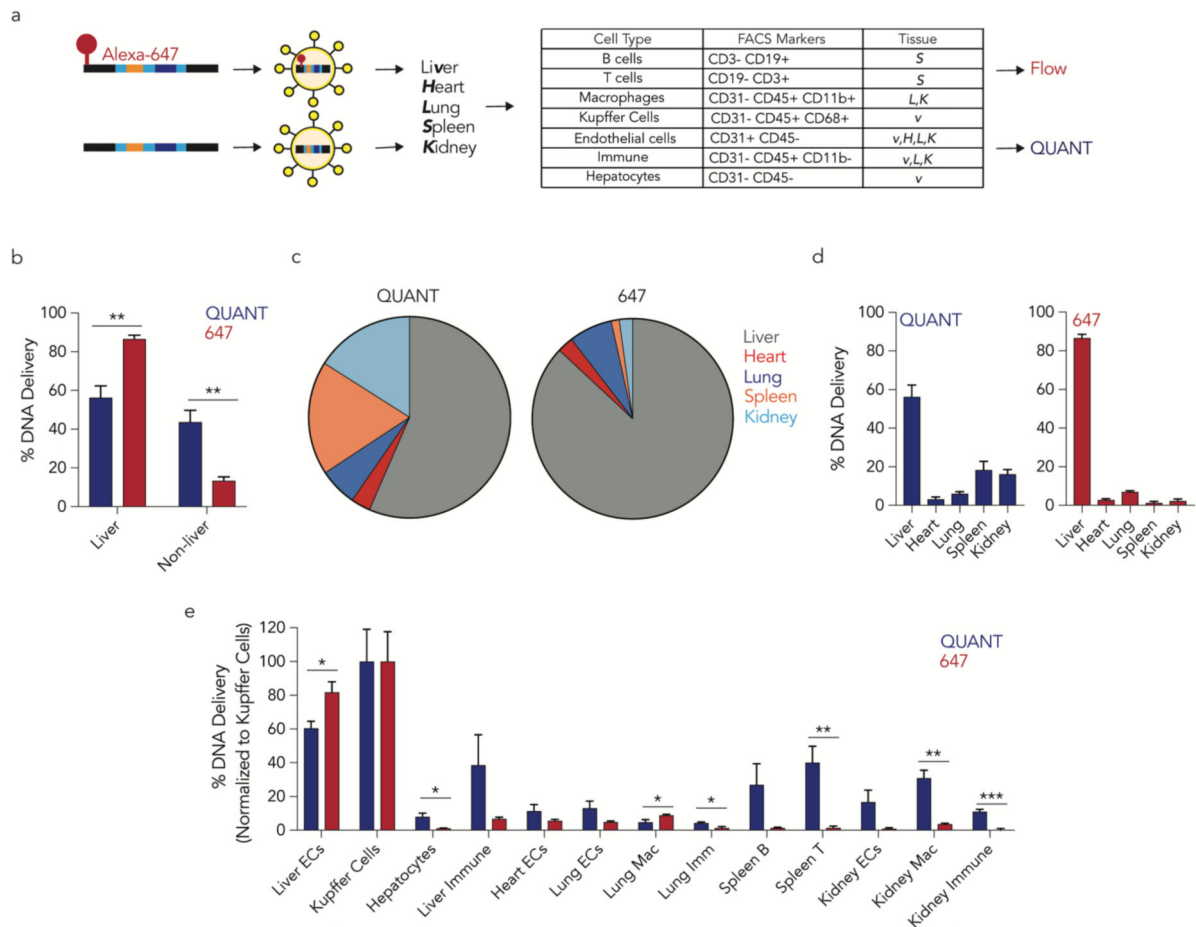 a
Alexa-647
Liver
Heart
Lung
Spleen
Kidney
Cell Type FACS Markers Tissue
B cells CD3- CD19+ S
T cells CD19- CD3+ S
Macrophages CD31- CD45+ CD11b+ L,K
Kupffer Cells CD31- CD45+ CD68+ v
Endothelial cells CD31+ CD45- v,H,L,K
Immune CD31- CD45+ CD11b- v,L,K
Hepatocytes CD31- CD45- v
Flow
QUANT
b
% DNA Delivery
100
80
60
40
20
0
**
**
QUANT
647
Liver
Non-liver
c
QUANT
647
Liver
Heart
Lung
Spleen
Kidney
d
% DNA Delivery
100
80
60
40
20
0
QUANT
Liver
Heart
Lung
Spleen
Kidney
100
80
60
40
20
0
647
Liver
Heart
Lung
Spleen
Kidney
e
% DNA Delivery
(Normalized to Kupffer Cells)
120
100
80
60
40
20
0
*
*
*
*
**
**
***
QUANT
647
Liver ECs
Kupffer Cells
Hepatocytes
Liver Immune
Heart ECs
Lung ECs
Lung Mac
Lung Imm
Spleen B
Spleen T
Kidney ECs
Kidney Mac
Kidney Immune